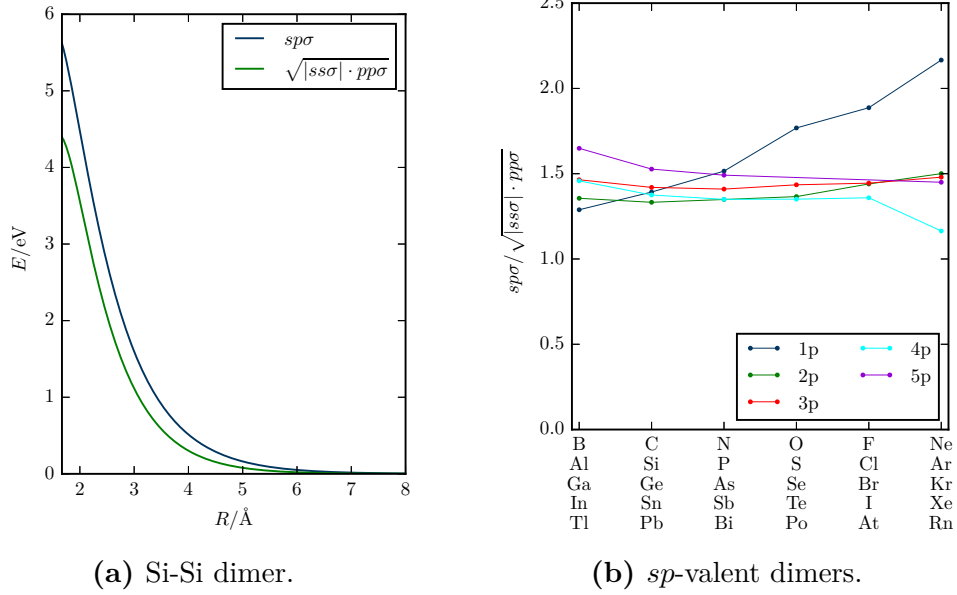 6
5
4
3
2
1
0
E/eV
spσ
√|ssσ| · ppσ
2 3 4 5 6 7 8
R/Å
(a) Si-Si dimer.
2.5
2.0
1.5
1.0
0.5
0.0
spσ/√|ssσ| · ppσ
1p 4p
2p 5p
3p
B C N O F Ne
Al Si P S Cl Ar
Ga Ge As Se Br Kr
In Sn Sb Te I Xe
Tl Pb Bi Po At Rn
(b) sp-valent dimers.